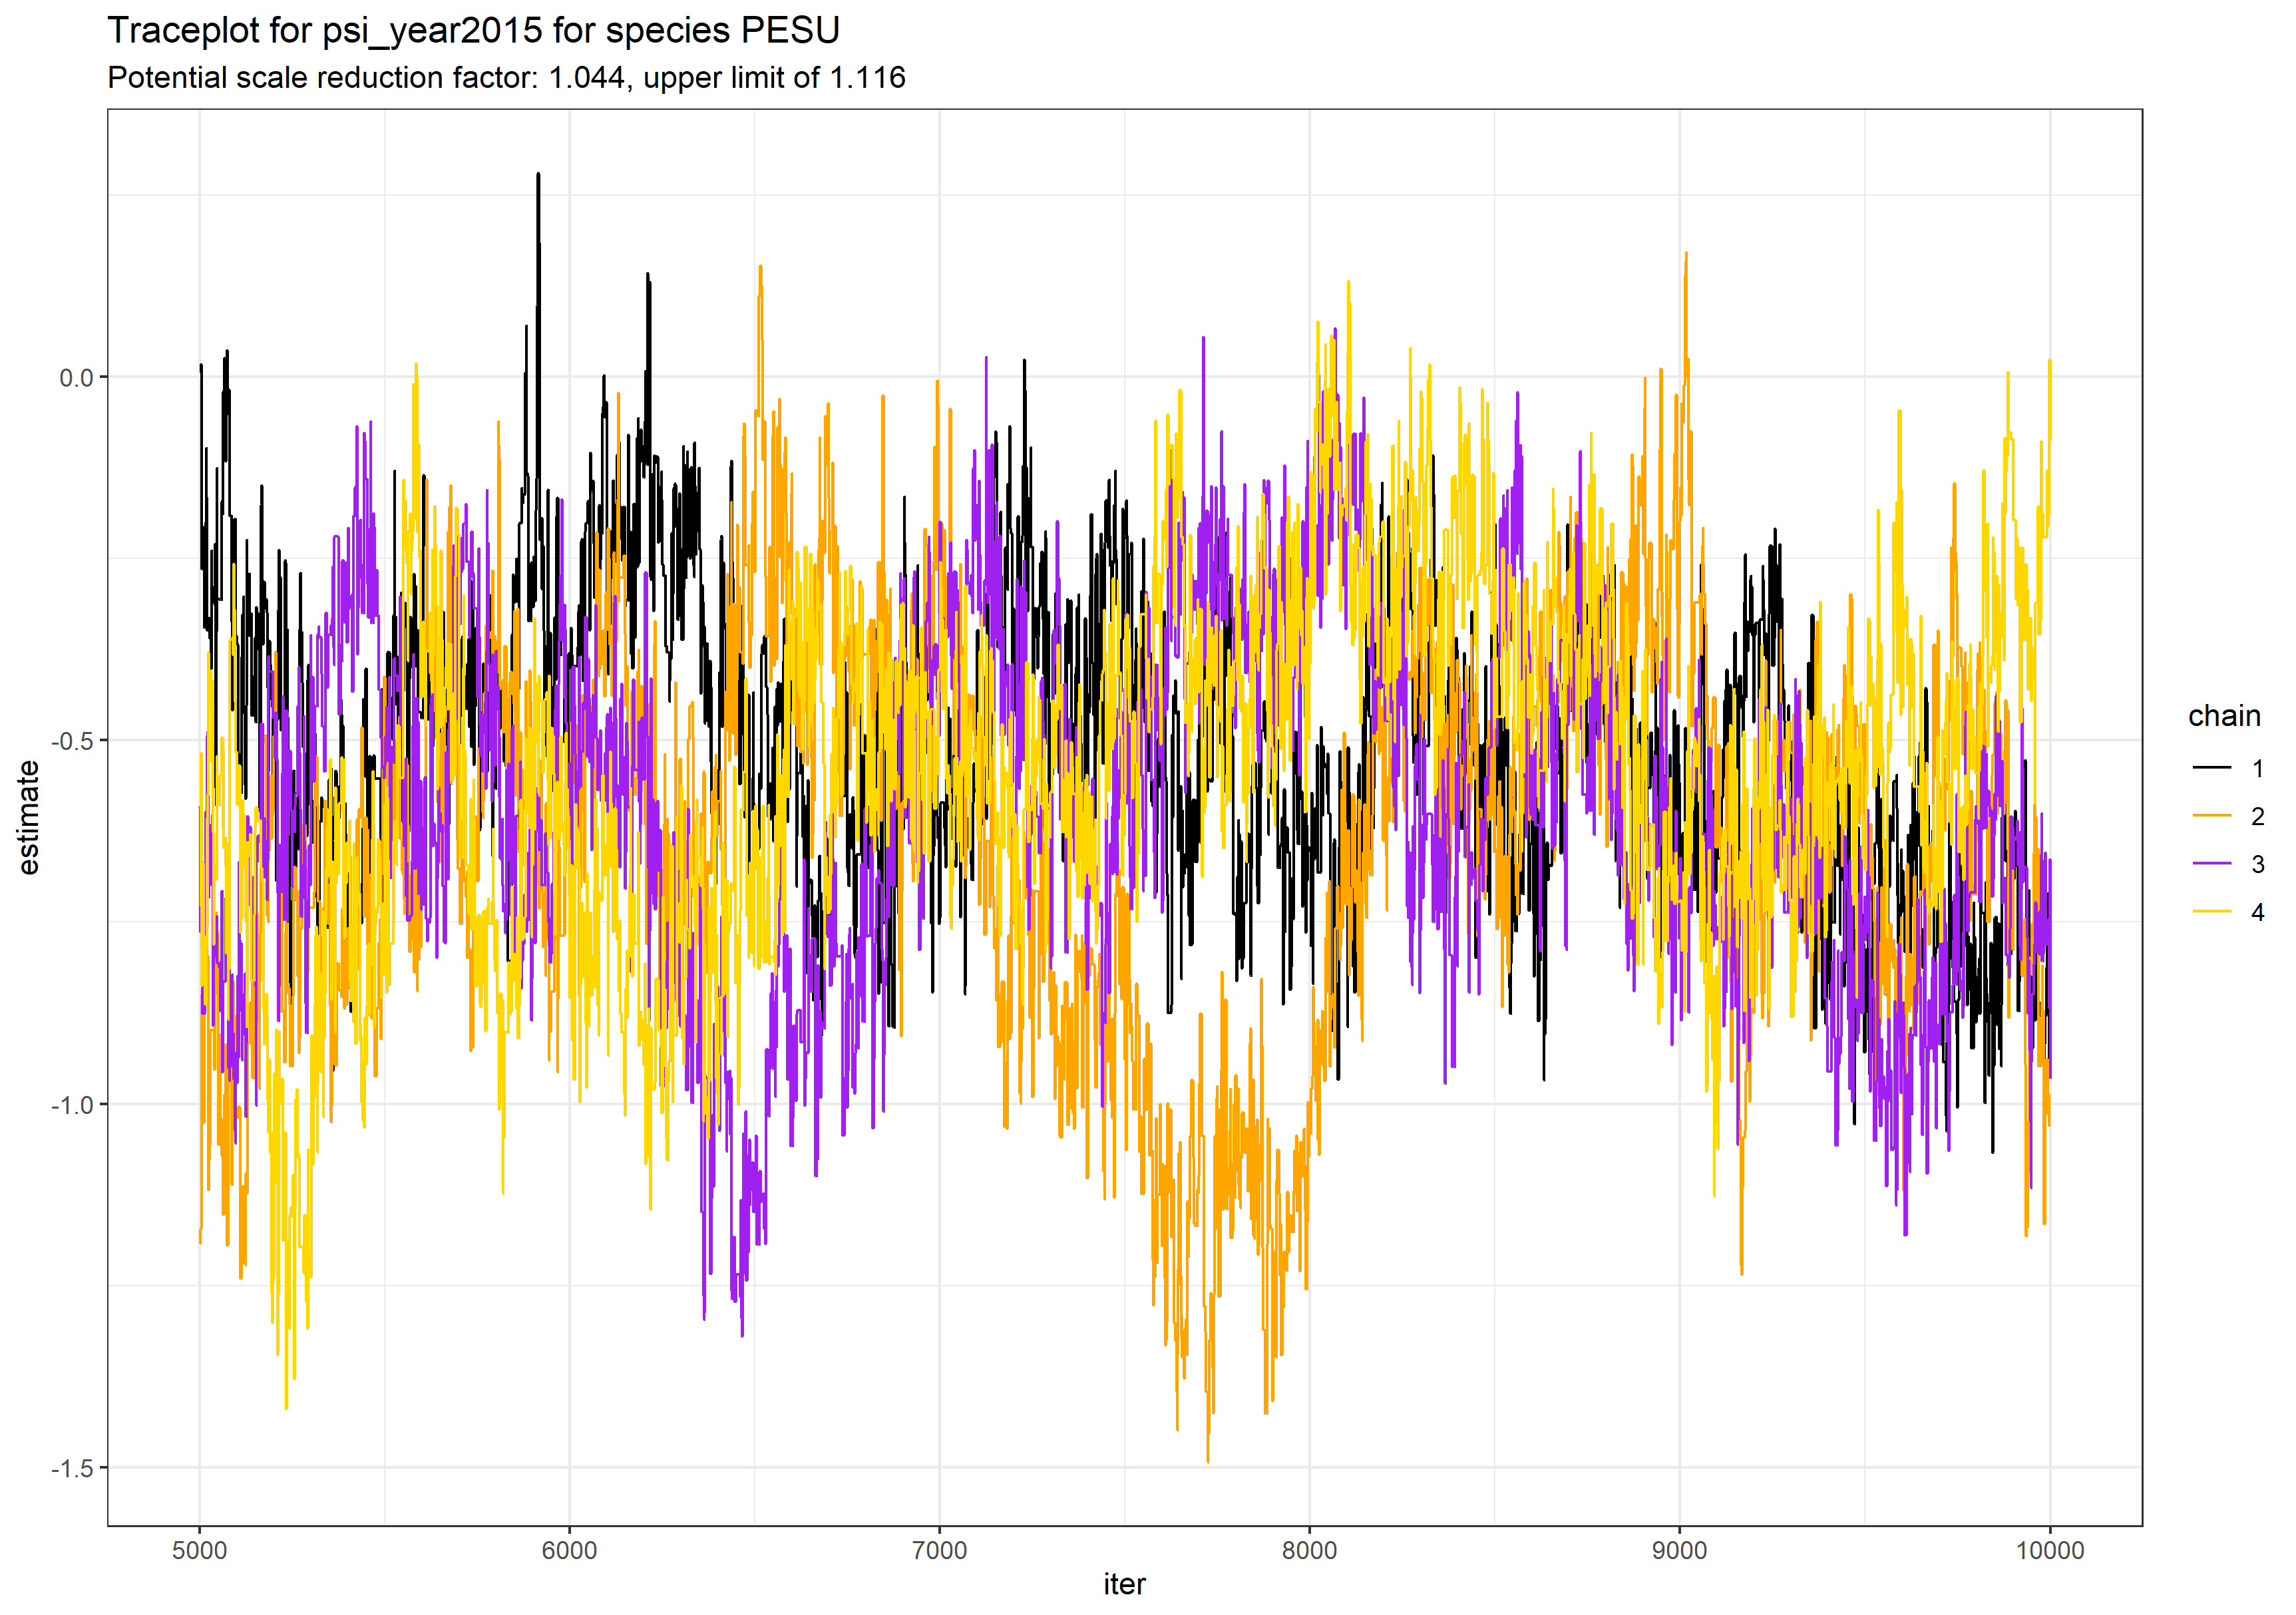 Traceplot for psi_year2015 for species PESU
Potential scale reduction factor: 1.044, upper limit of 1.116
estimate
0.0
-0.5
-1.0
-1.5
5000 6000 7000 8000 9000 10000
iter
chain
1
2
3
4